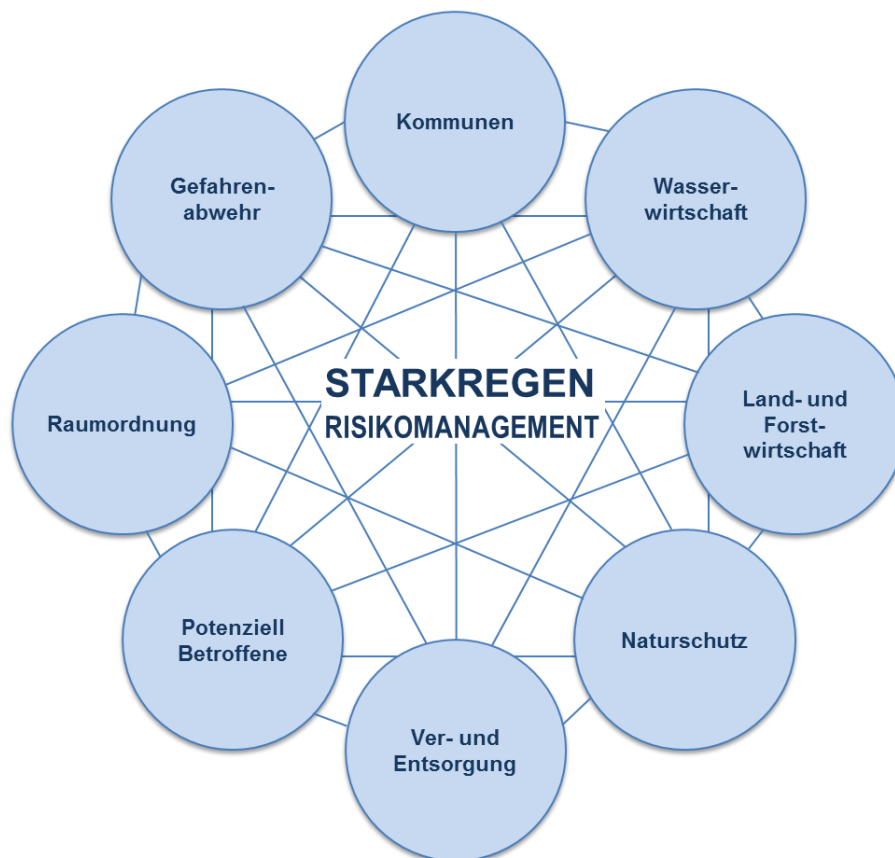 Kommunen
Gefahren-
abwehr
Wasser-
wirtschaft
STARKREGEN
RISIKOMANAGEMENT
Raumordnung
Land- und
Forst-
wirtschaft
Potenziell
Betroffene
Naturschutz
Ver- und
Entsorgung